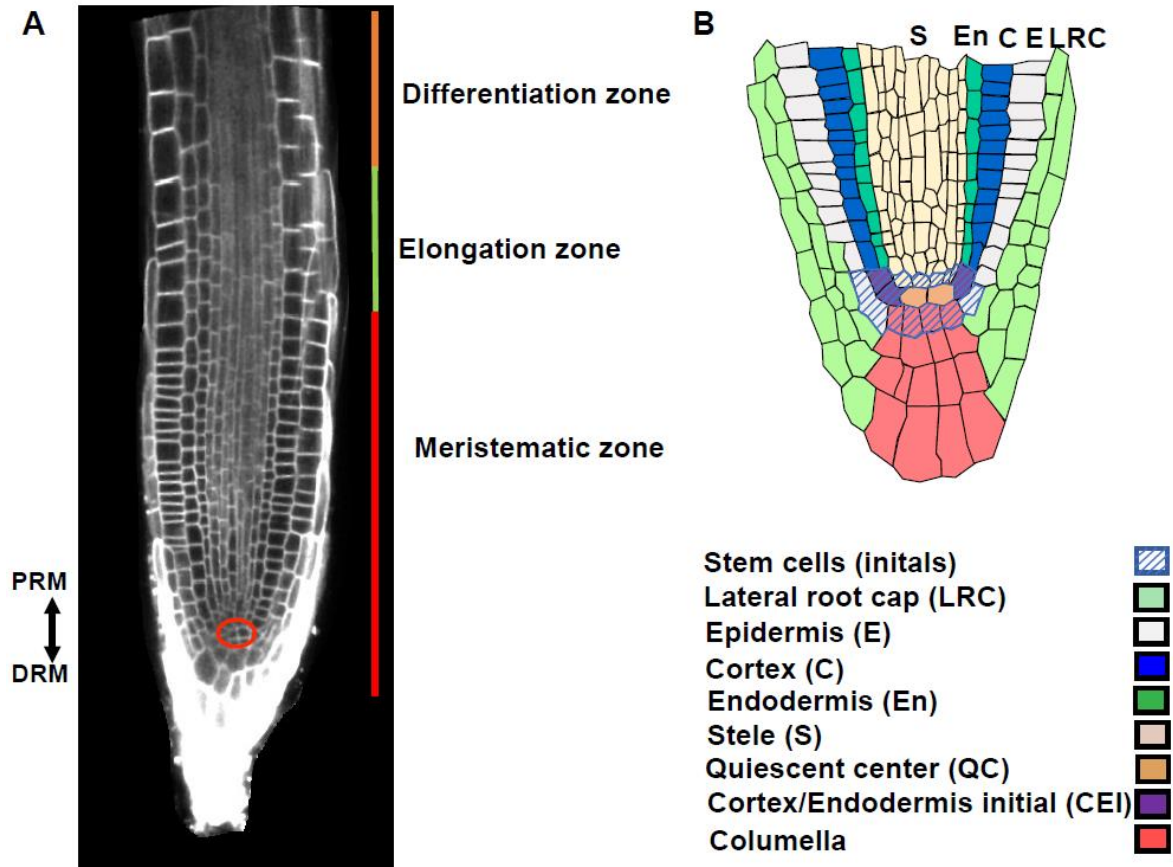 A
Differentiation zone
Elongation zone
Meristematic zone
PRM
DRM
B
S En C E LRC
Stem cells (initals)
Lateral root cap (LRC)
Epidermis (E)
Cortex (C)
Endodermis (En)
Stele (S)
Quiescent center (QC)
Cortex/Endodermis initial (CEI)
Columella